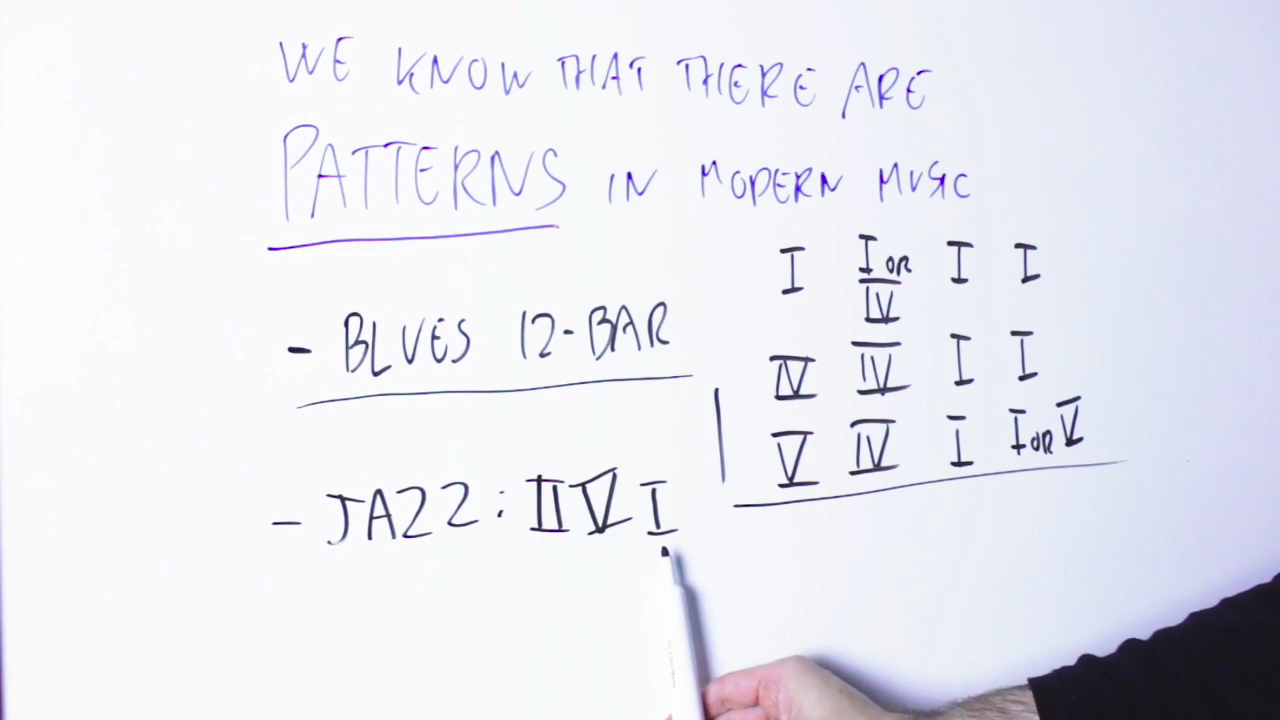 WE KNOW THAT THERE ARE
PATTERNS IN MODERN MUSIC
- BLUES 12-BAR
I I OR IV I I
IV IV I I
V IV I I OR V
- JAZZ: II V I